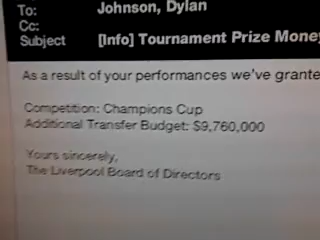 To: Johnson, Dylan
Cc:
Subject [Info] Tournament Prize Money
As a result of your performances we've grante
Competition: Champions Cup
Additional Transfer Budget: $9,760,000
Yours sincerely,
The Liverpool Board of Directors